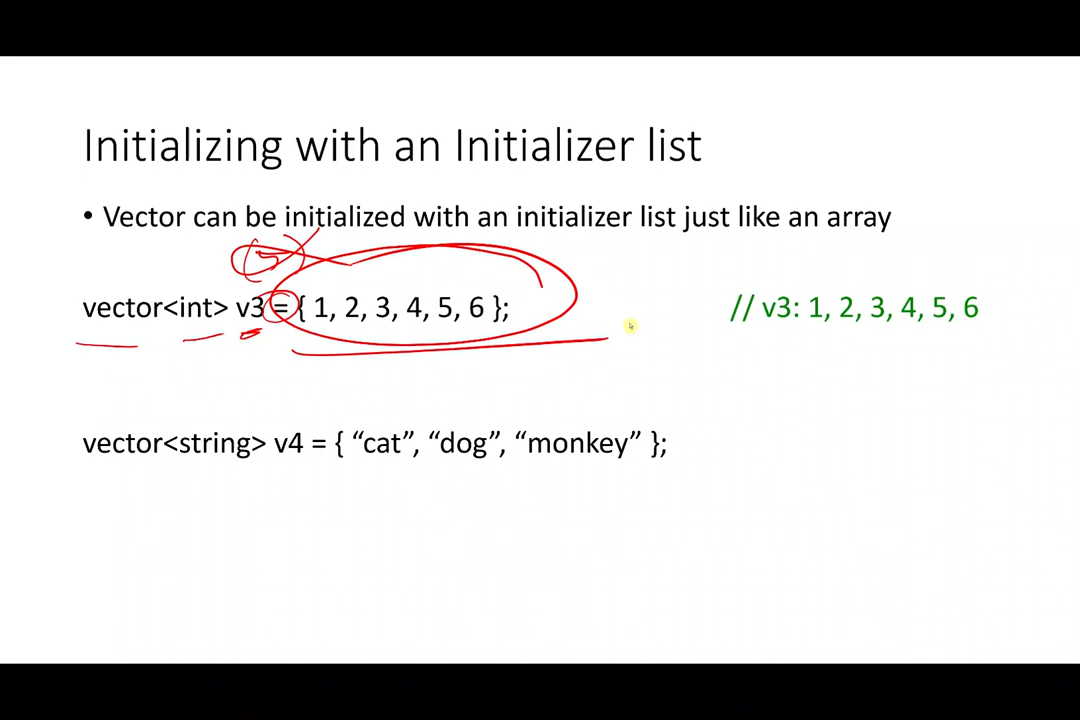 Initializing with an Initializer list
• Vector can be initialized with an initializer list just like an array
vector<int> v3 = { 1, 2, 3, 4, 5, 6 }; // v3: 1, 2, 3, 4, 5, 6
vector<string> v4 = { “cat”, “dog”, “monkey” };